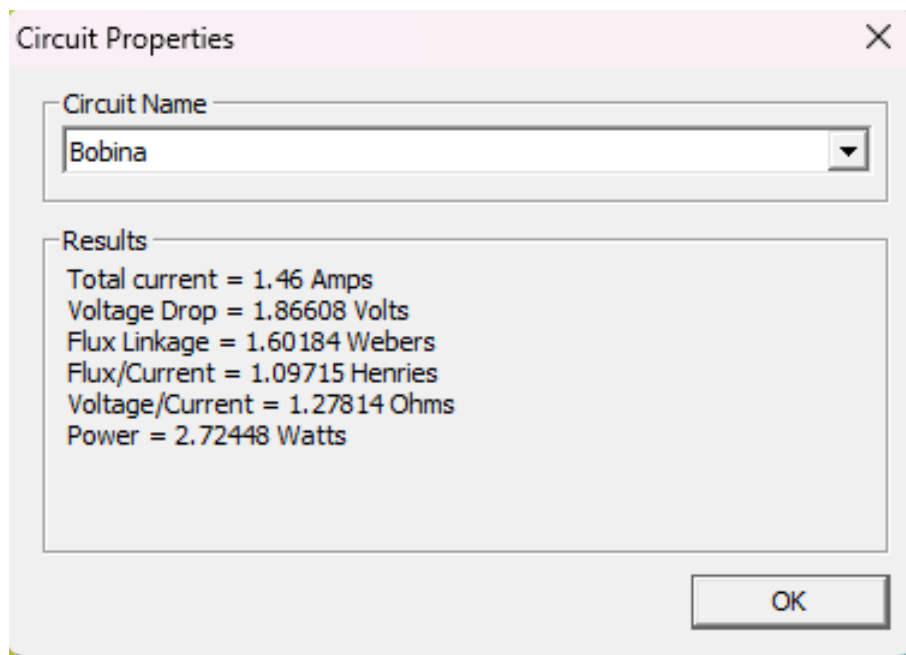 Circuit Properties
Circuit Name
Bobina
Results
Total current = 1.46 Amps
Voltage Drop = 1.86608 Volts
Flux Linkage = 1.60184 Webers
Flux/Current = 1.09715 Henries
Voltage/Current = 1.27814 Ohms
Power = 2.72448 Watts
OK